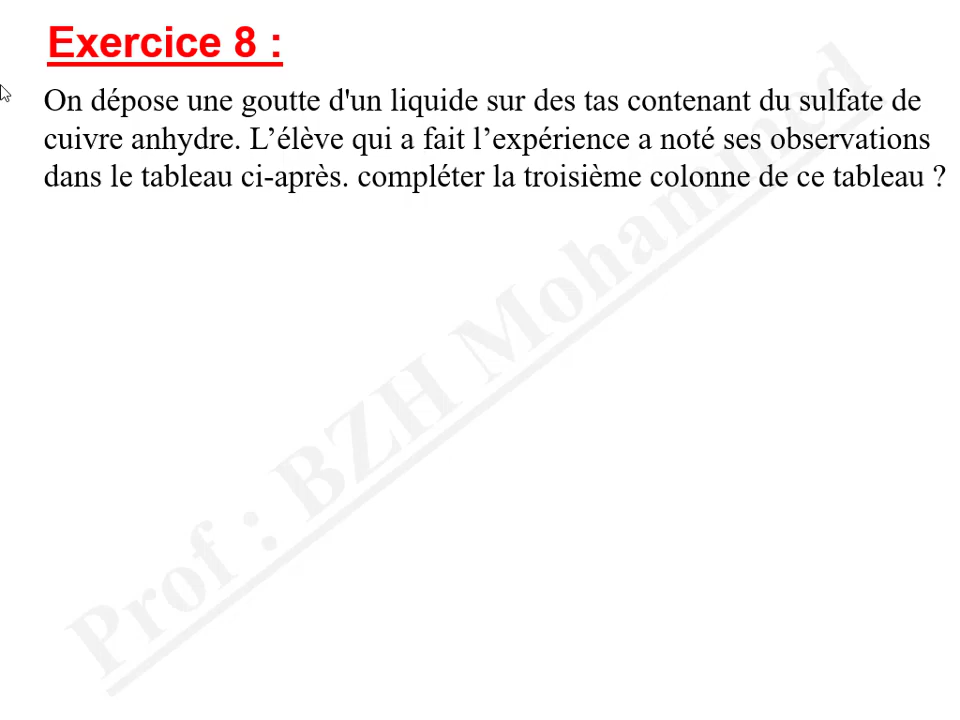 Exercice 8 :
On dépose une goutte d'un liquide sur des tas contenant du sulfate de
cuivre anhydre. L’élève qui a fait l’expérience a noté ses observations
dans le tableau ci-après. compléter la troisième colonne de ce tableau ?
Prof : BZH Mohammed